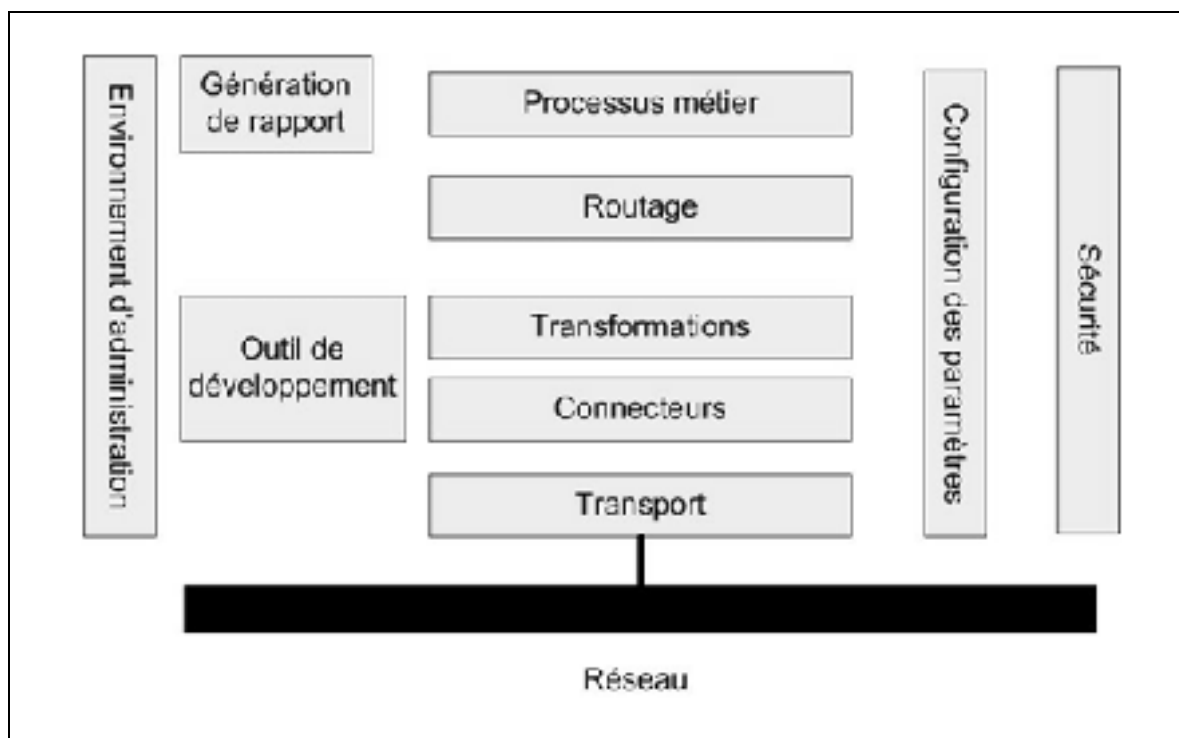 Environnement d'administration
Génération
de rapport
Outil de
développement
Processus métier
Routage
Transformations
Connecteurs
Transport
Configuration des paramètres
Sécurité
Réseau